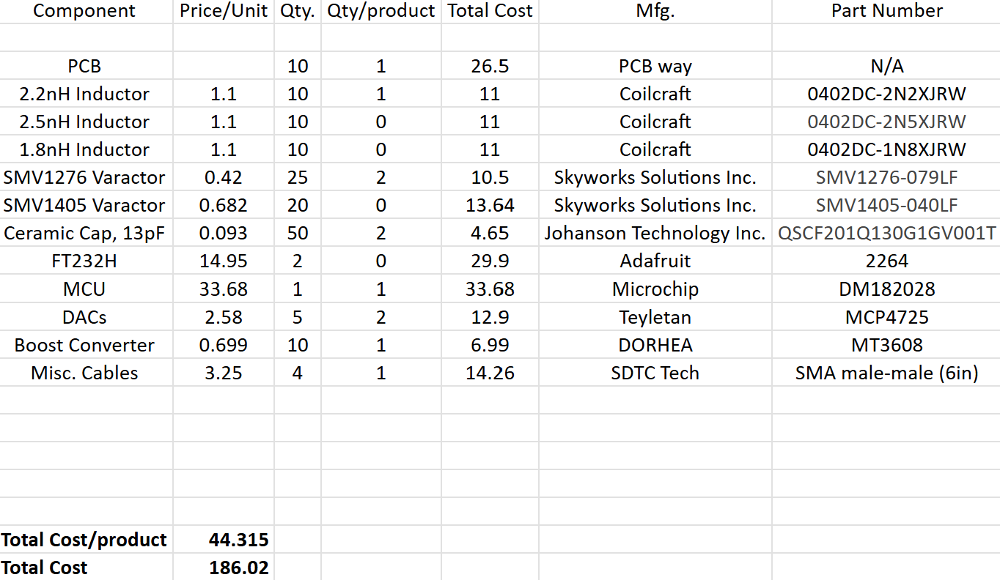 Component Price/Unit Qty. Qty/product Total Cost Mfg. Part Number
PCB 10 1 26.5 PCB way N/A
2.2nH Inductor 1.1 10 1 11 Coilcraft 0402DC-2N2XJRW
2.5nH Inductor 1.1 10 0 11 Coilcraft 0402DC-2N5XJRW
1.8nH Inductor 1.1 10 0 11 Coilcraft 0402DC-1N8XJRW
SMV1276 Varactor 0.42 25 2 10.5 Skyworks Solutions Inc. SMV1276-079LF
SMV1405 Varactor 0.682 20 0 13.64 Skyworks Solutions Inc. SMV1405-040LF
Ceramic Cap, 13pF 0.093 50 2 4.65 Johanson Technology Inc. QSCF201Q130G1GV001T
FT232H 14.95 2 0 29.9 Adafruit 2264
MCU 33.68 1 1 33.68 Microchip DM182028
DACs 2.58 5 2 12.9 Teyletan MCP4725
Boost Converter 0.699 10 1 6.99 DORHEA MT3608
Misc. Cables 3.25 4 1 14.26 SDTC Tech SMA male-male (6in)
Total Cost/product 44.315
Total Cost 186.02